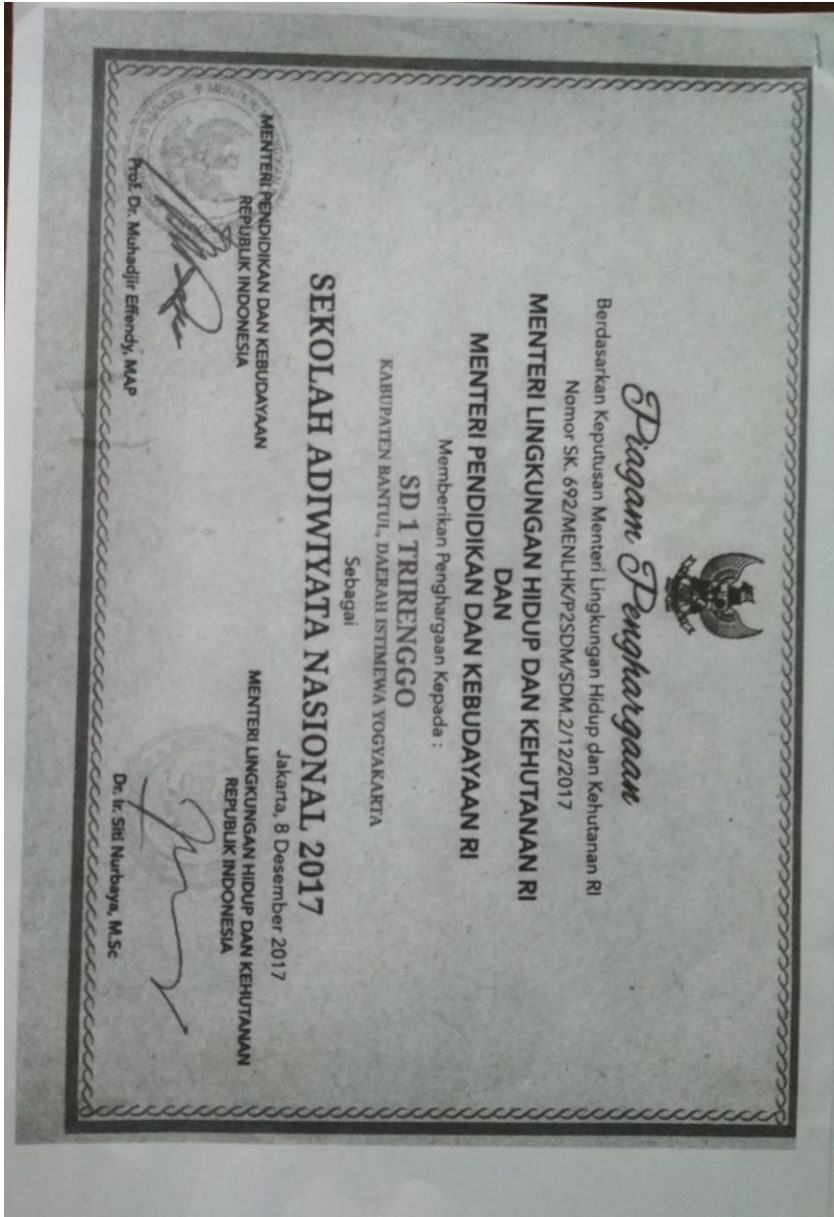 Piagam Penghargaan
Berdasarkan Keputusan Menteri Lingkungan Hidup dan Kehutanan RI
Nomor SK. 692/MENLHK/P2SDM/SDM.2/12/2017
MENTERI LINGKUNGAN HIDUP DAN KEHUTANAN RI
DAN
MENTERI PENDIDIKAN DAN KEBUDAYAAN RI
Memberikan Penghargaan Kepada :
SD 1 TRIRENGGO
KABUPATEN BANTUL, DAERAH ISTIMEWA YOGYAKARTA
Sebagai
SEKOLAH ADIWIYATA NASIONAL 2017
Jakarta, 8 Desember 2017
MENTERI PENDIDIKAN DAN KEBUDAYAAN
REPUBLIK INDONESIA
Prof. Dr. Muhadjir Effendy, MAP
MENTERI LINGKUNGAN HIDUP DAN KEHUTANAN
REPUBLIK INDONESIA
Dr. Ir. Siti Nurbaya, M.Sc